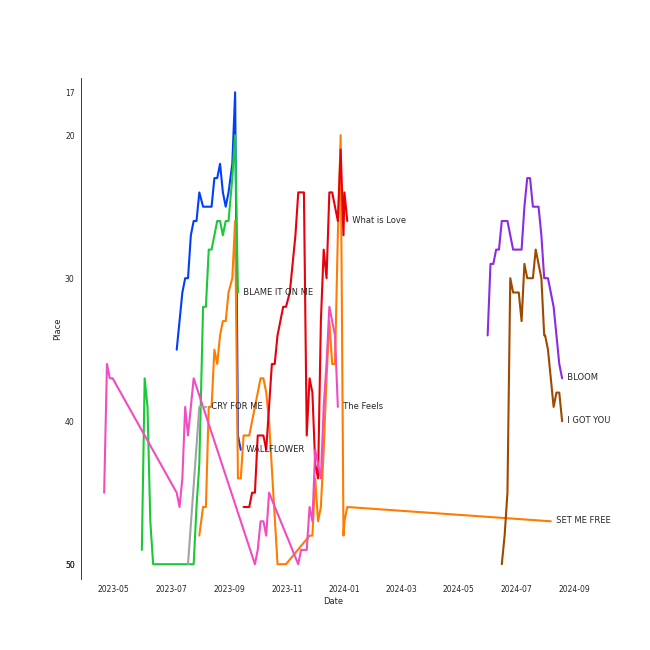 17
20
30
40
50
Place
What is Love
BLAME IT ON ME
CRY FOR ME
The Feels
WALLFLOWER
BLOOM
I GOT YOU
SET ME FREE
2023-05 2023-07 2023-09 2023-11 2024-01 2024-03 2024-05 2024-07 2024-09
Date